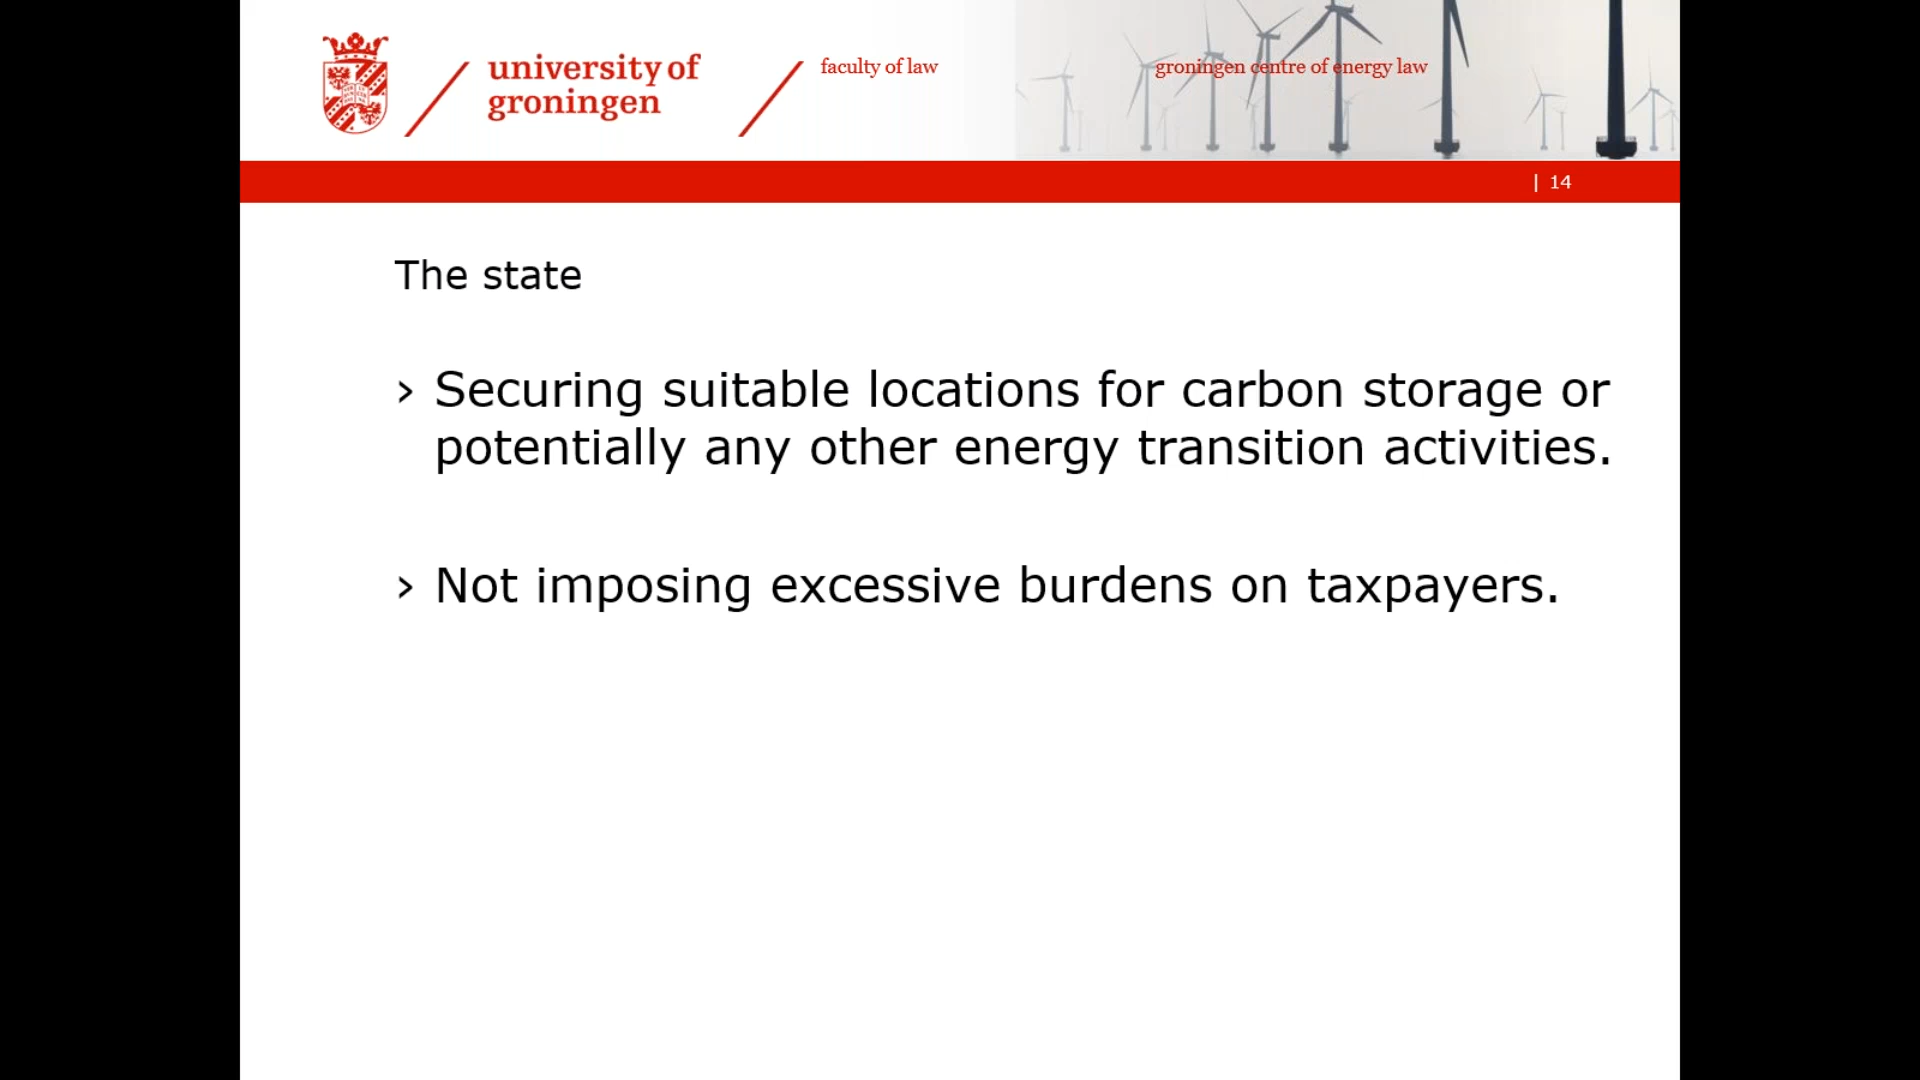 university of
groningen
faculty of law
groningen centre of energy law
| 14
The state
› Securing suitable locations for carbon storage or
potentially any other energy transition activities.
› Not imposing excessive burdens on taxpayers.